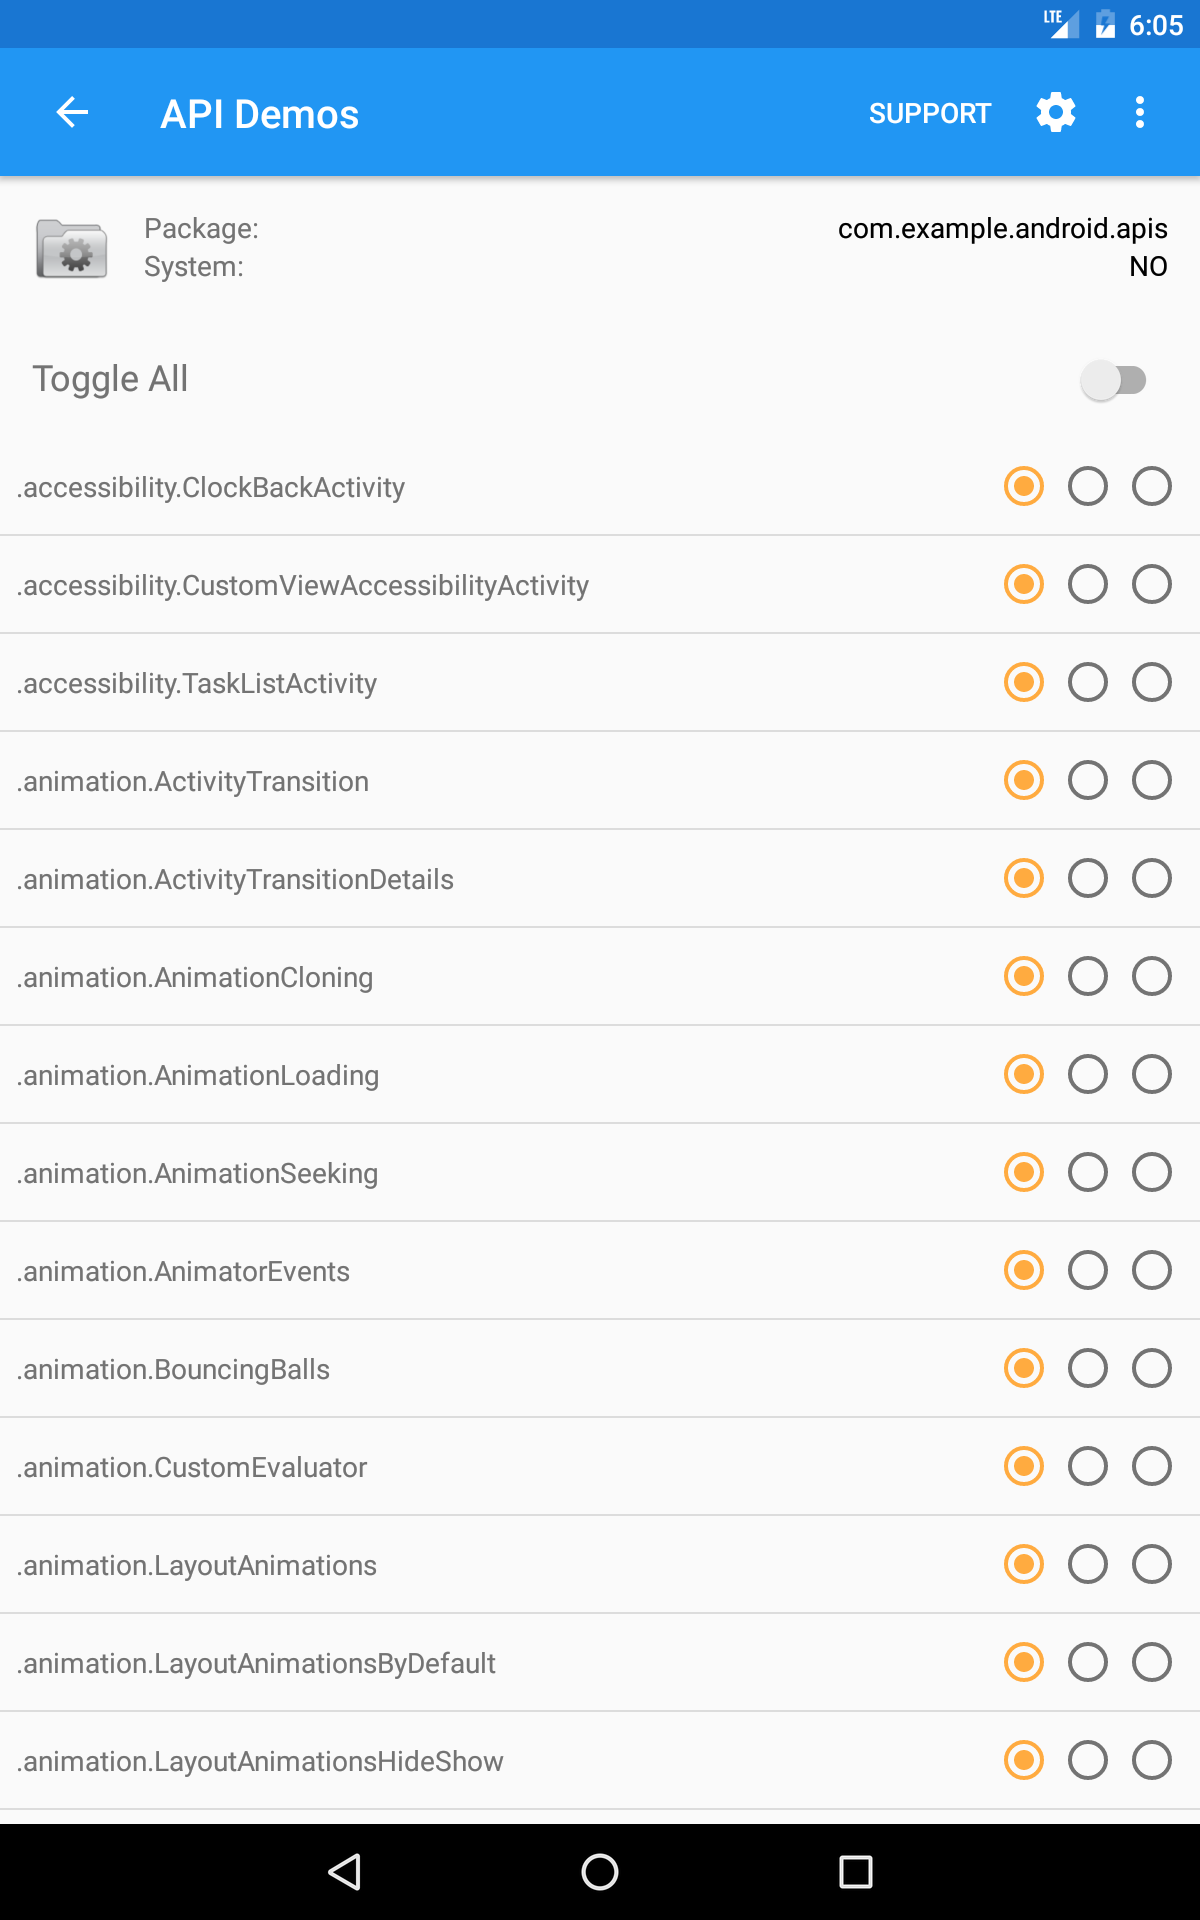 LTE 6:05
API Demos SUPPORT
Package: com.example.android.apis
System: NO
Toggle All
.accessibility.ClockBackActivity
.accessibility.CustomViewAccessibilityActivity
.accessibility.TaskListActivity
.animation.ActivityTransition
.animation.ActivityTransitionDetails
.animation.AnimationCloning
.animation.AnimationLoading
.animation.AnimationSeeking
.animation.AnimatorEvents
.animation.BouncingBalls
.animation.CustomEvaluator
.animation.LayoutAnimations
.animation.LayoutAnimationsByDefault
.animation.LayoutAnimationsHideShow